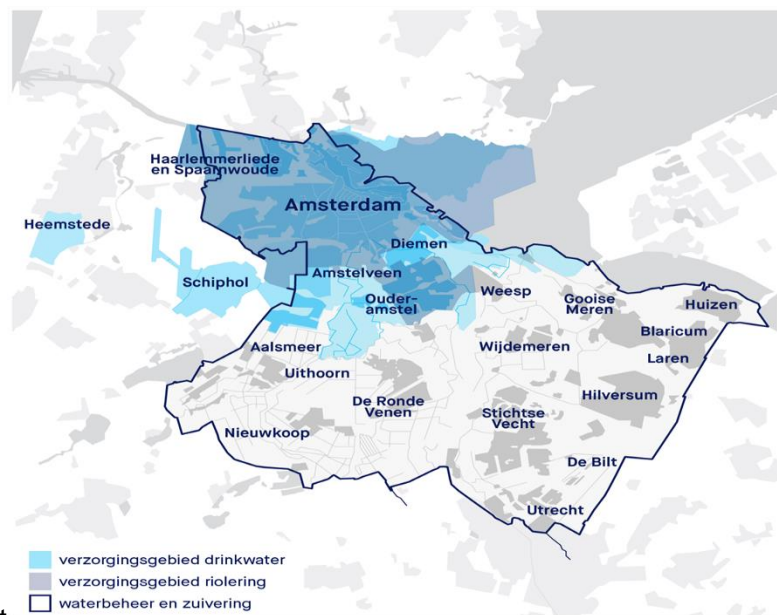 Haarlemmerliede
en Spaarnwoude
Amsterdam
Heemstede
Diemen
Schiphol
Amstelveen
Ouder-
amstel
Weesp
Gooise
Meren
Huizen
Blaricum
Laren
Aalsmeer
Wijdemeren
Uithoorn
De Ronde
Venen
Hilversum
Stichtse
Vecht
Nieuwkoop
De Bilt
Utrecht
verzorgingsgebied drinkwater
verzorgingsgebied riolering
waterbeheer en zuivering